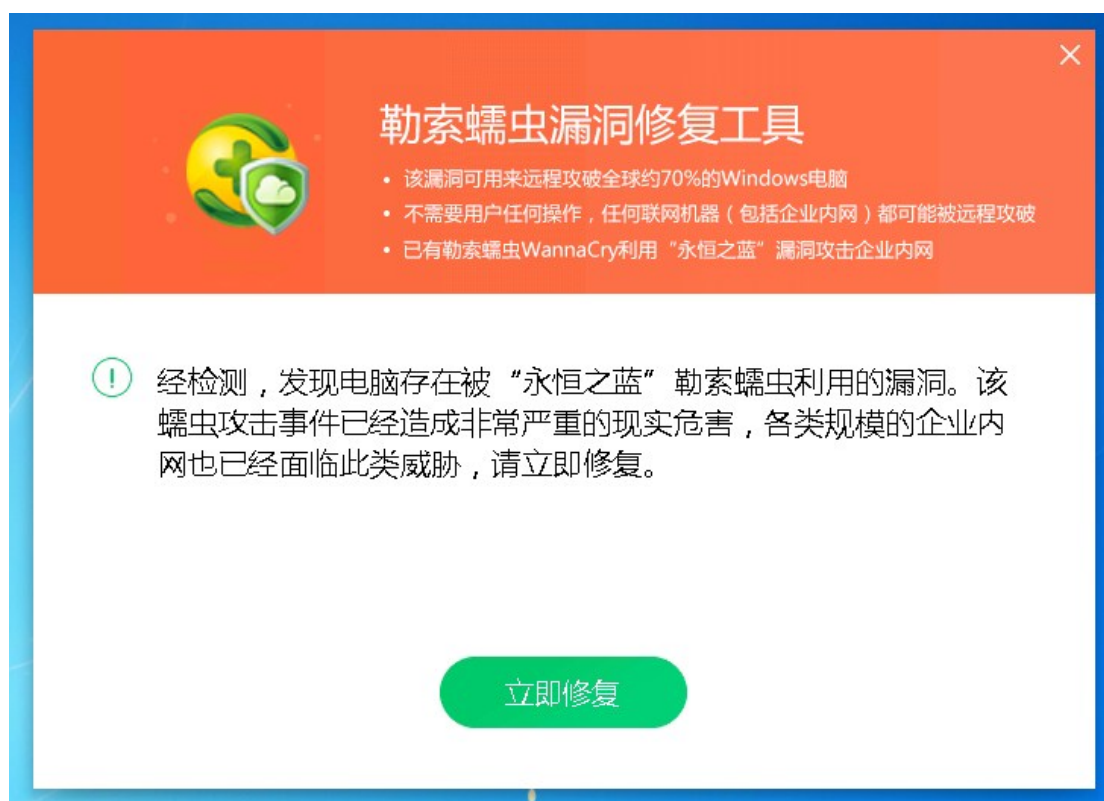 勒索蠕虫漏洞修复工具
• 该漏洞可用来远程攻破全球约70%的Windows电脑
• 不需要用户任何操作，任何联网机器（包括企业内网）都可能被远程攻破
• 已有勒索蠕虫WannaCry利用“永恒之蓝”漏洞攻击企业内网
经检测，发现电脑存在被“永恒之蓝”勒索蠕虫利用的漏洞。该
蠕虫攻击事件已经造成非常严重的现实危害，各类规模的企业内
网也已经面临此类威胁，请立即修复。
立即修复